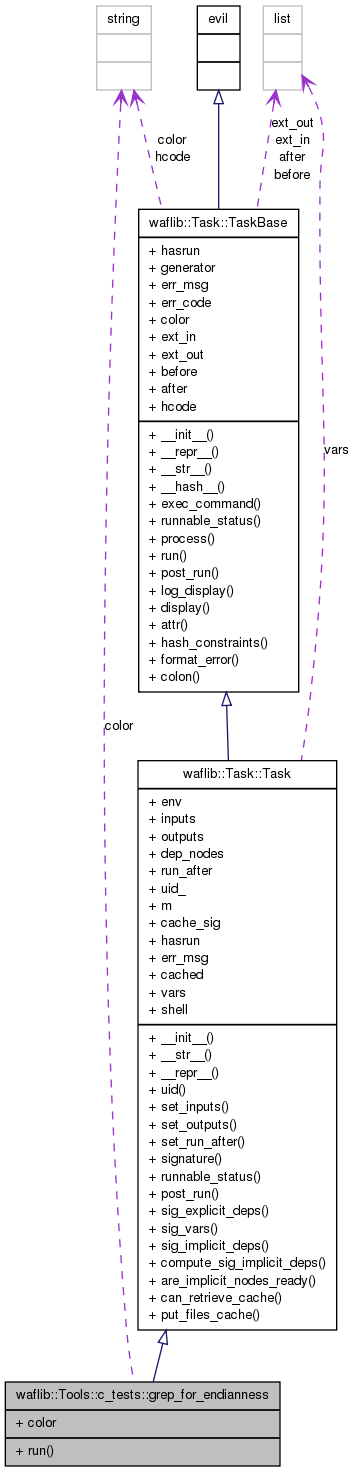 string
evil
list
color
hcode
ext_out
ext_in
after
before
waflib::Task::TaskBase
+ hasrun
+ generator
+ err_msg
+ err_code
+ color
+ ext_in
+ ext_out
+ before
+ after
+ hcode
+ __init__()
+ __repr__()
+ __str__()
+ __hash__()
+ exec_command()
+ runnable_status()
+ process()
+ run()
+ post_run()
+ log_display()
+ display()
+ attr()
+ hash_constraints()
+ format_error()
+ colon()
vars
color
waflib::Task::Task
+ env
+ inputs
+ outputs
+ dep_nodes
+ run_after
+ uid_
+ m
+ cache_sig
+ hasrun
+ err_msg
+ cached
+ vars
+ shell
+ __init__()
+ __str__()
+ __repr__()
+ uid()
+ set_inputs()
+ set_outputs()
+ set_run_after()
+ signature()
+ runnable_status()
+ post_run()
+ sig_explicit_deps()
+ sig_vars()
+ sig_implicit_deps()
+ compute_sig_implicit_deps()
+ are_implicit_nodes_ready()
+ can_retrieve_cache()
+ put_files_cache()
waflib::Tools::c_tests::grep_for_endianness
+ color
+ run()